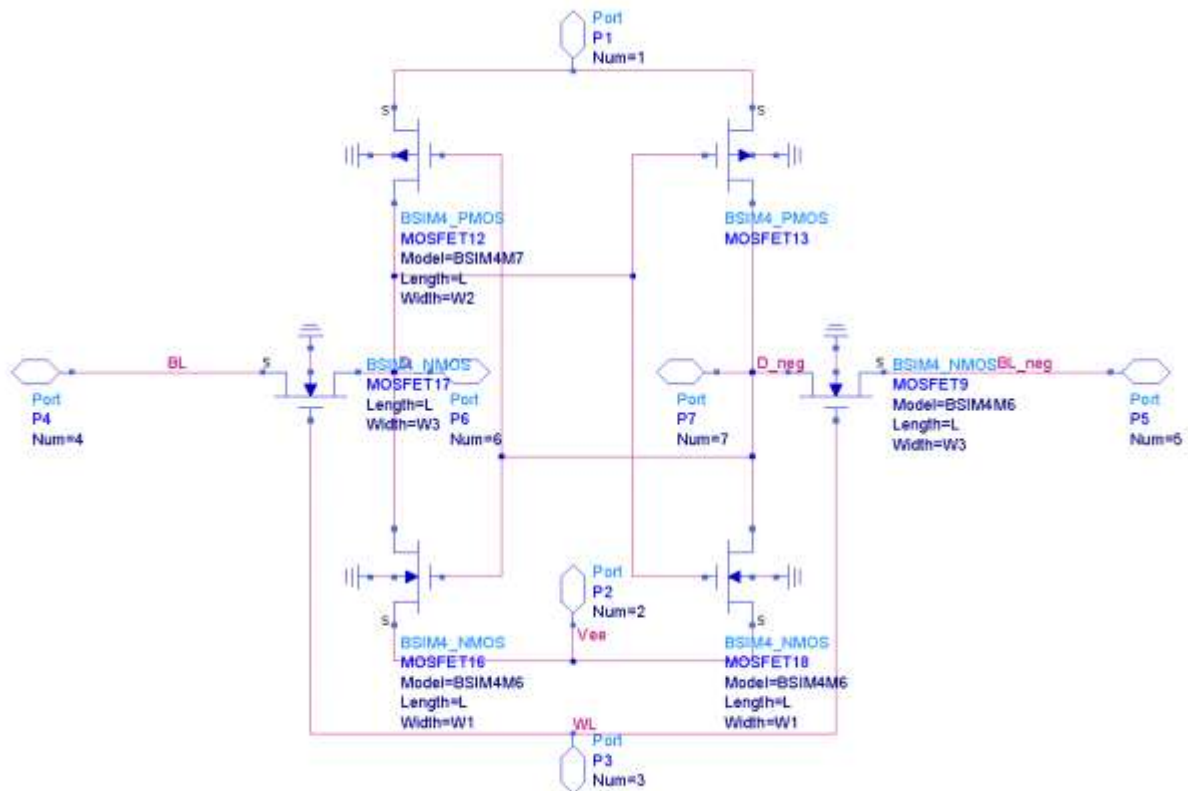 Port
P1
Num=1
S
S
BSIM4_PMOS
MOSFET12
Model=BSIM4M7
Length=L
Width=W2
BSIM4_PMOS
MOSFET13
BL
S
BSIM4_NMOS
D
MOSFET17
Length=L
Width=W3
Port
P4
Num=4
Port
P6
Num=6
D_neg
Port
P7
Num=7
S
BSIM4_NMOS
BL_neg
MOSFET9
Model=BSIM4M6
Length=L
Width=W3
Port
P5
Num=5
Port
P2
Num=2
Vee
S
BSIM4_NMOS
MOSFET16
Model=BSIM4M6
Length=L
Width=W1
S
BSIM4_NMOS
MOSFET18
Model=BSIM4M6
Length=L
Width=W1
WL
Port
P3
Num=3